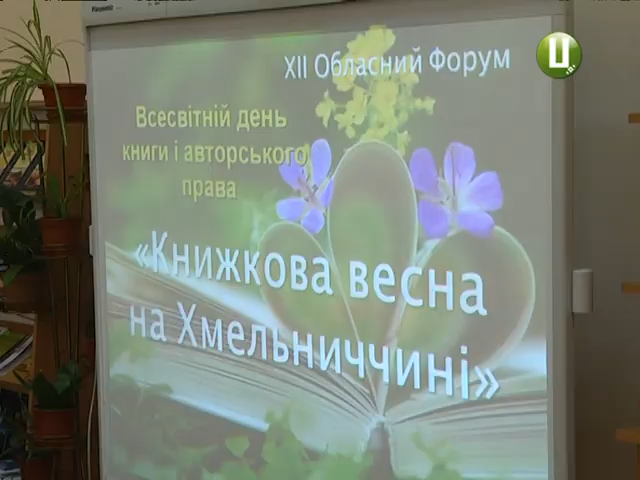 XII Обласний Форум
Ц
Всесвітній день
книги і авторського
права
«Книжкова весна
на Хмельниччині»